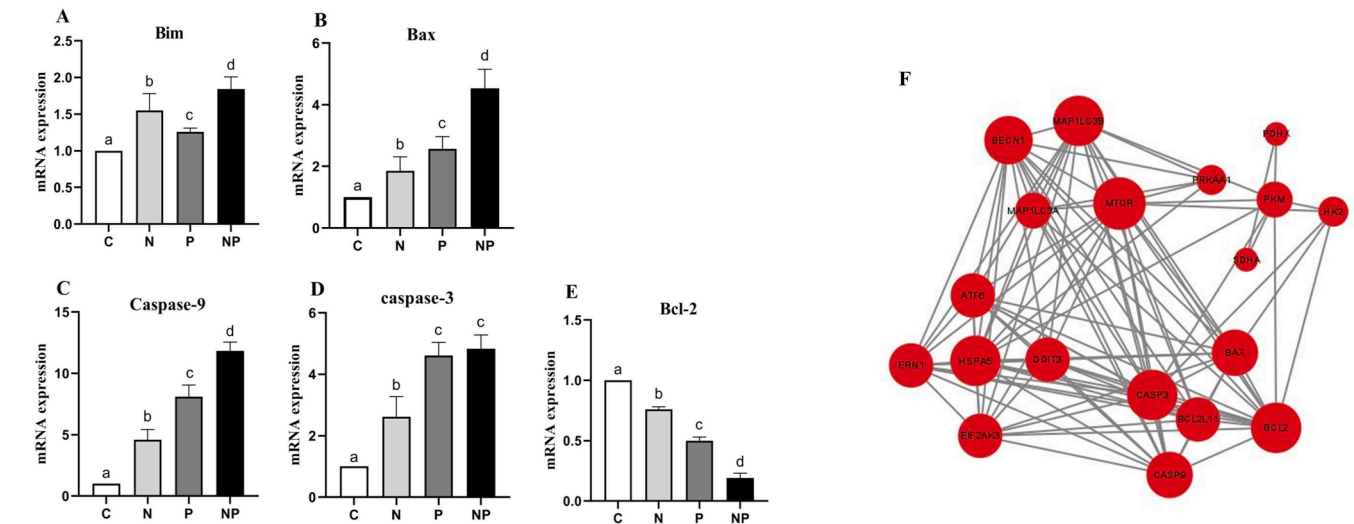 A
Bim
mRNA expression
2.5
2.0
1.5
1.0
0.5
0.0
a
b
c
d
C N P NP
B
Bax
mRNA expression
6
4
2
0
a
b
c
d
C N P NP
C
Caspase-9
mRNA expression
15
10
5
0
a
b
c
d
C N P NP
D
caspase-3
mRNA expression
6
4
2
0
a
b
c
c
C N P NP
E
Bcl-2
mRNA expression
1.5
1.0
0.5
0.0
a
b
c
d
C N P NP
F
MAP1LC3B
BECN1
PDHX
PRKAA1
MAP1LC3A
MTOR
PKM
HK2
SDHA
ATF6
ERN1
HSPA5
DDIT3
BAX
CASP3
BCL2L11
BCL2
EIF2AK3
CASP9